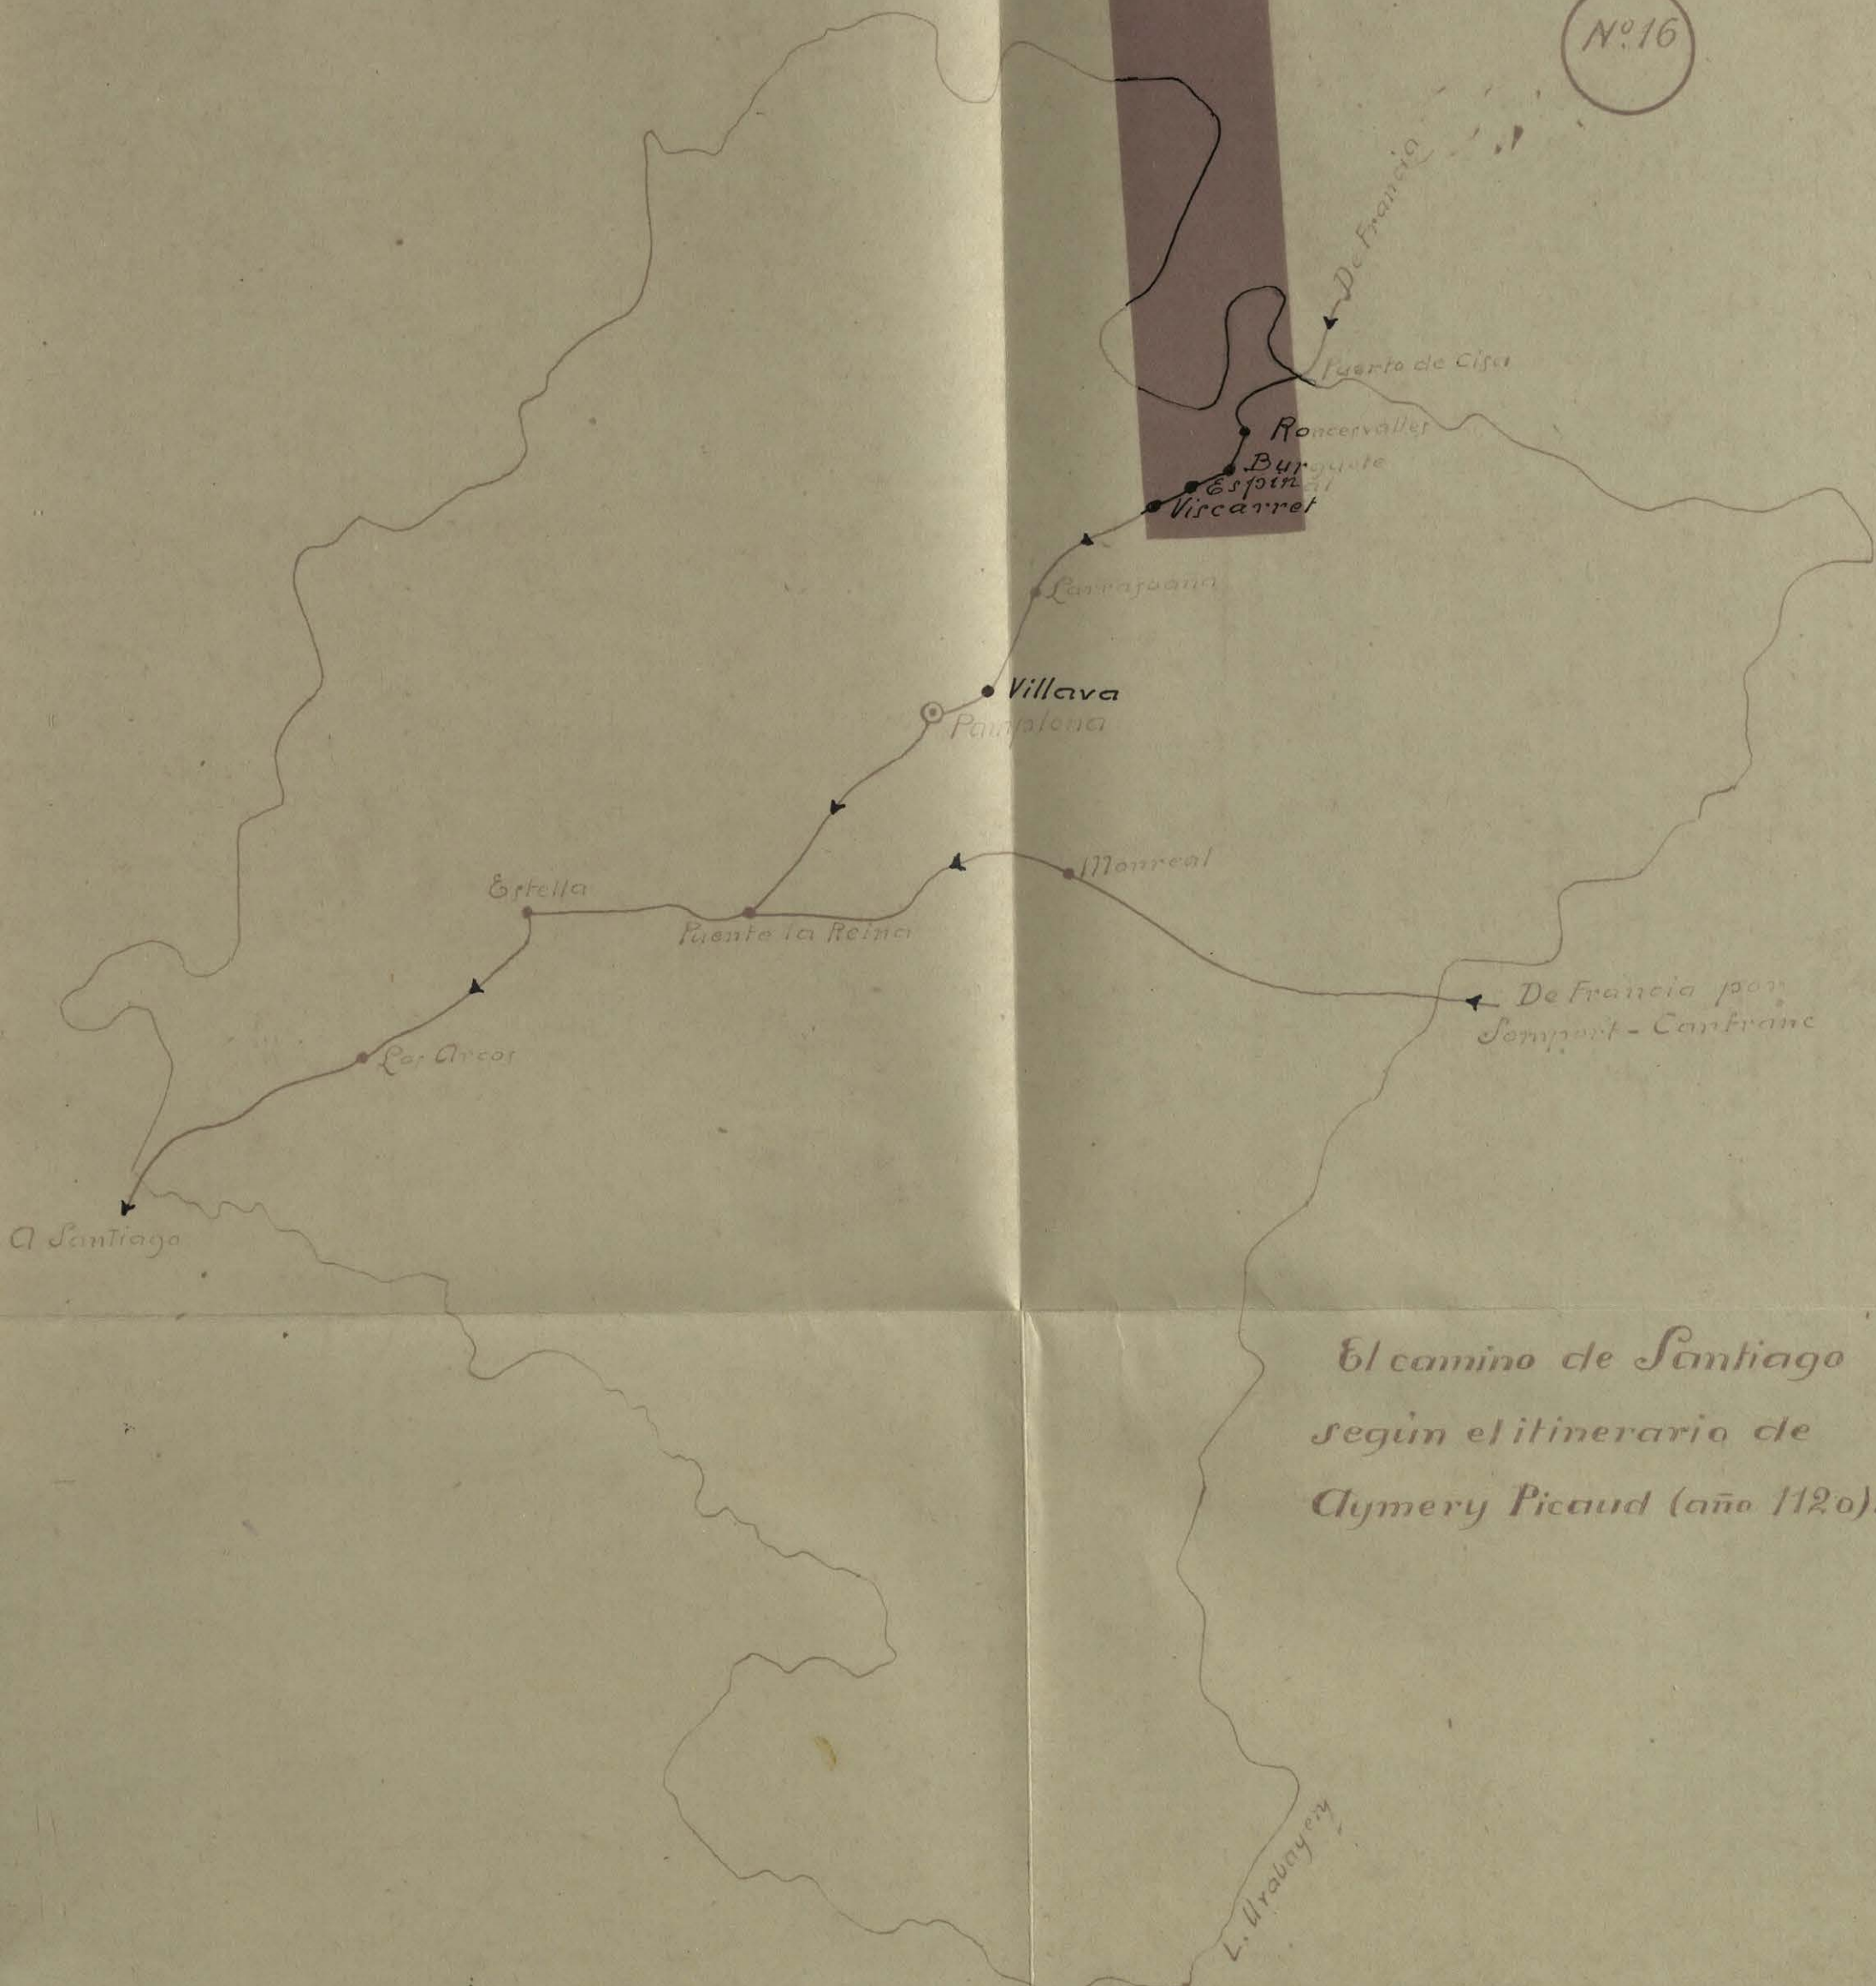 Nº 16
De Francia
Puerto de Cisa
Roncesvalles
Burguete
Espinal
Viscarret
Larrasoaña
Villava
Pamplona
Monreal
Estella
Puente la Reina
De Francia por
Somport - Canfranc
Los Arcos
A Santiago
El camino de Santiago
según el itinerario de
Aymery Picaud (año 1120).
L. Urabayen